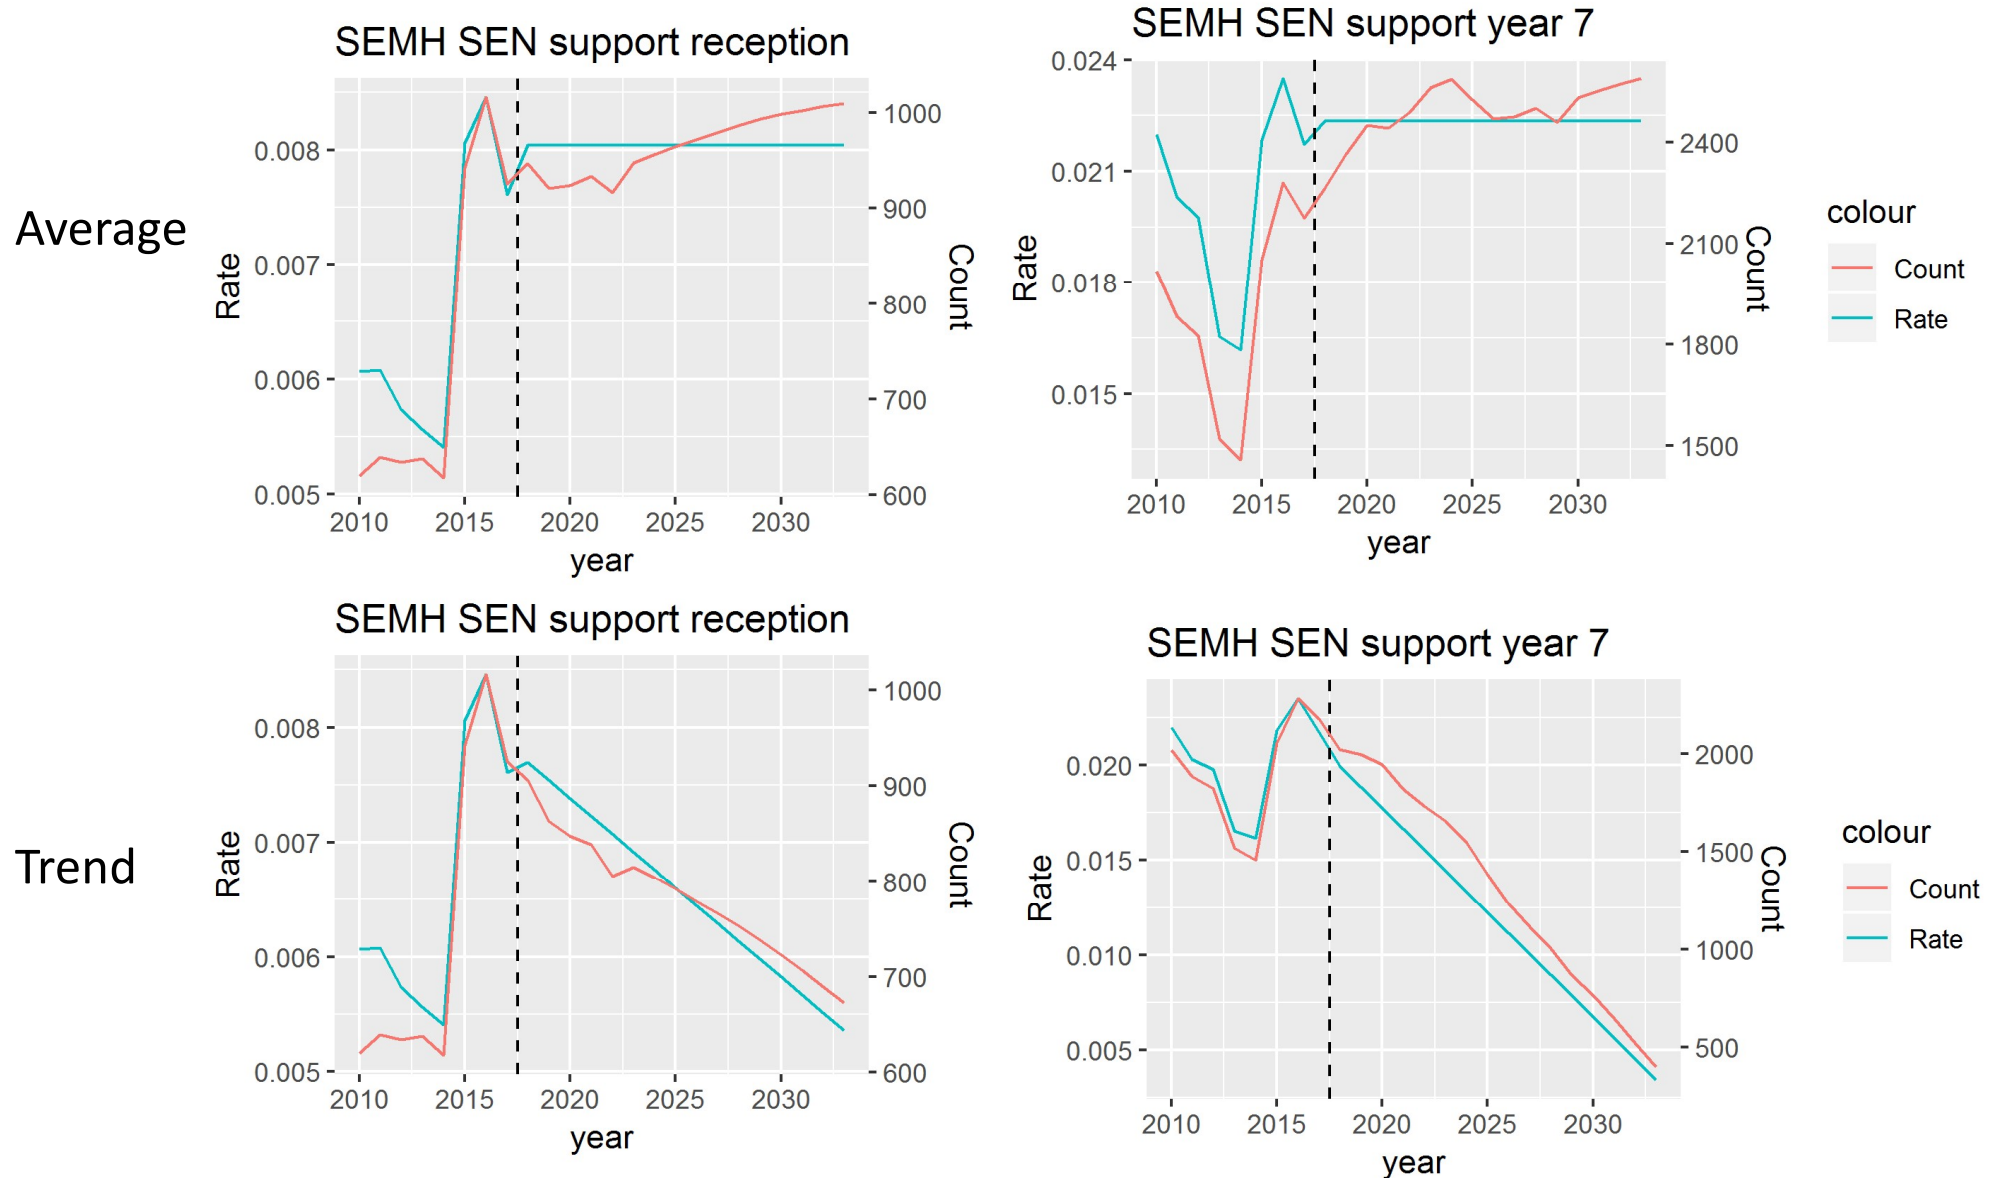 Average
SEMH SEN support reception
Rate
0.008
0.007
0.006
0.005
1000
900
800
700
600
Count
2010 2015 2020 2025 2030
year
SEMH SEN support year 7
Rate
0.024
0.021
0.018
0.015
2400
2100
1800
1500
Count
2010 2015 2020 2025 2030
year
colour
Count
Rate
Trend
SEMH SEN support reception
Rate
0.008
0.007
0.006
0.005
1000
900
800
700
600
Count
2010 2015 2020 2025 2030
year
SEMH SEN support year 7
Rate
0.020
0.015
0.010
0.005
2000
1500
1000
500
Count
2010 2015 2020 2025 2030
year
colour
Count
Rate